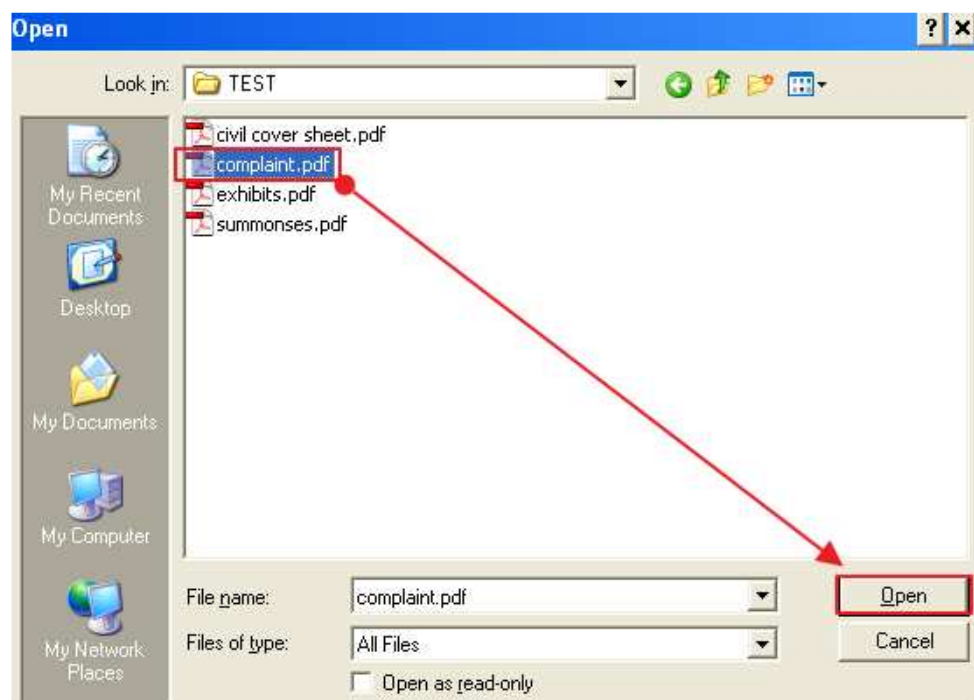 Open
Look in: TEST
civil cover sheet.pdf
complaint.pdf
exhibits.pdf
summonses.pdf
My Recent
Documents
Desktop
My Documents
My Computer
My Network
Places
File name: complaint.pdf Open
Files of type: All Files Cancel
Open as read-only